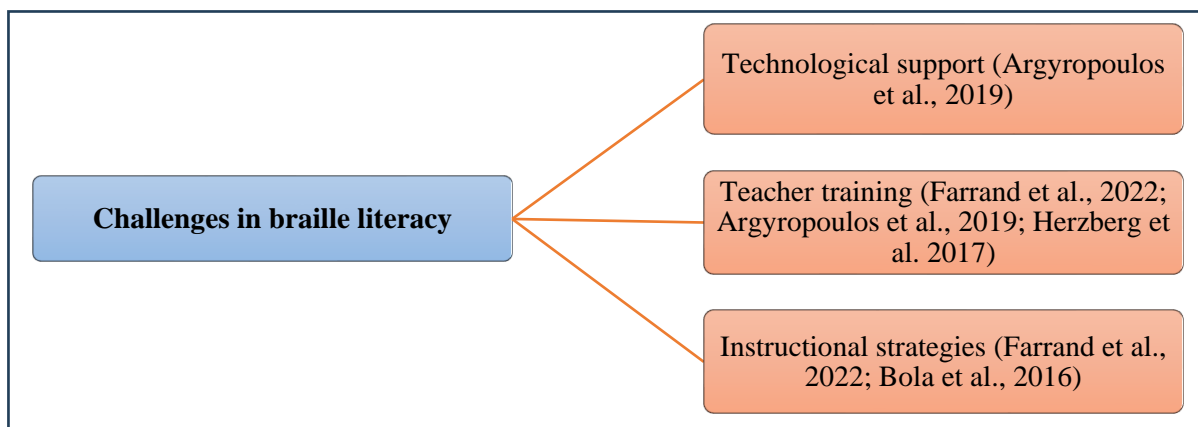 Challenges in braille literacy
Technological support (Argyropoulos
et al., 2019)
Teacher training (Farrand et al., 2022;
Argyropoulos et al., 2019; Herzberg et
al. 2017)
Instructional strategies (Farrand et al.,
2022; Bola et al., 2016)